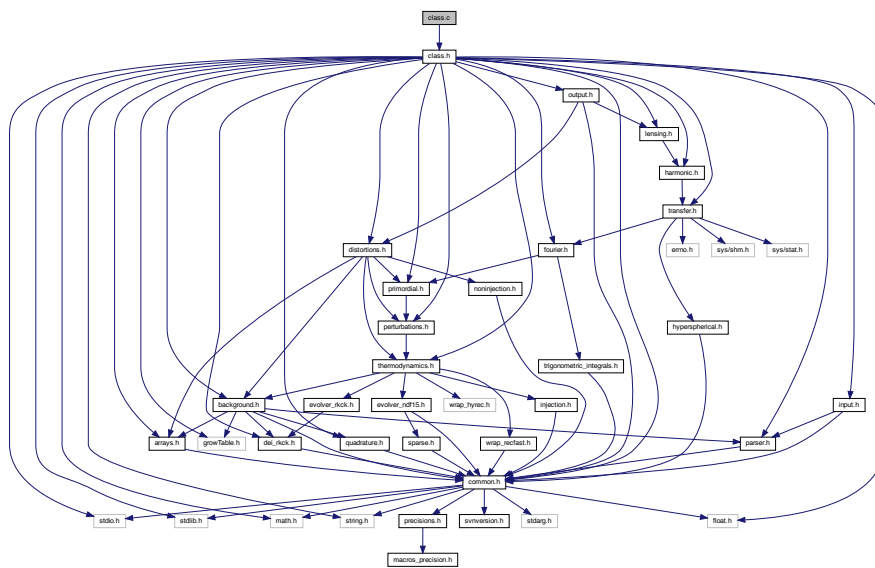 class.c
class.h
output.h
lensing.h
harmonic.h
transfer.h
distortions.h
fourier.h
errno.h
sys/shm.h
sys/stat.h
primordial.h
noninjection.h
perturbations.h
hyperspherical.h
thermodynamics.h
trigonometric_integrals.h
background.h
evolver_rkck.h
evolver_ndf15.h
wrap_hyrec.h
injection.h
input.h
arrays.h
growTable.h
dei_rkck.h
quadrature.h
sparse.h
wrap_recfast.h
parser.h
common.h
stdio.h
stdlib.h
math.h
string.h
precisions.h
svnversion.h
stdarg.h
float.h
macros_precision.h